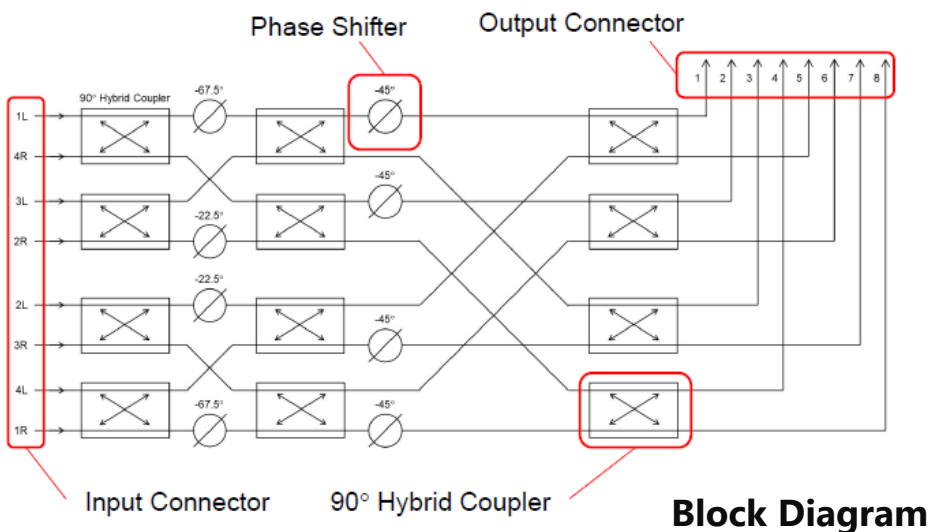 Phase Shifter
Output Connector
1 2 3 4 5 6 7 8
90° Hybrid Coupler
-67.5°
-45°
1L
4R
-45°
3L
-22.5°
2R
-22.5°
2L
-45°
3R
4L
-67.5°
-45°
1R
Input Connector
90° Hybrid Coupler
Block Diagram